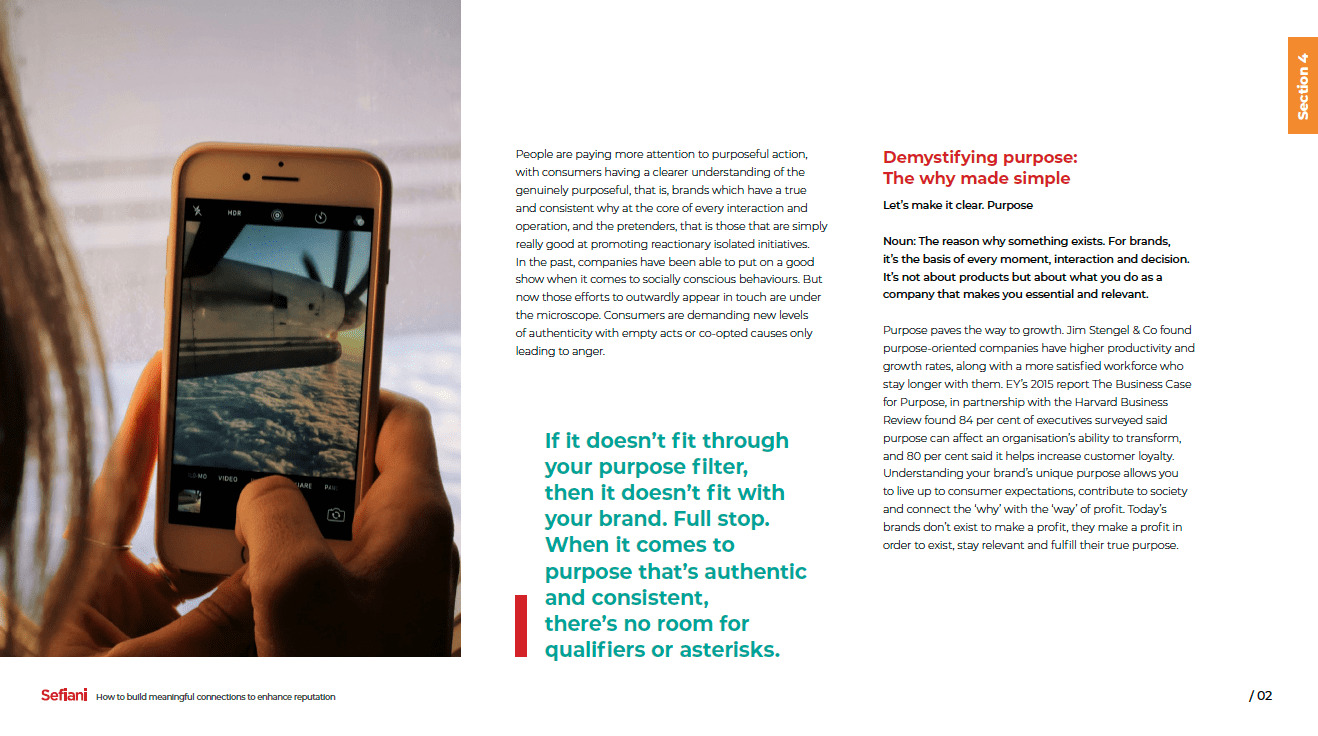 Section 4
HDR
VIDEO
People are paying more attention to purposeful action,
with consumers having a clearer understanding of the
genuinely purposeful, that is, brands which have a true
and consistent why at the core of every interaction and
operation, and the pretenders, that is those that are simply
really good at promoting reactionary isolated initiatives.
In the past, companies have been able to put on a good
show when it comes to socially conscious behaviours. But
now those efforts to outwardly appear in touch are under
the microscope. Consumers are demanding new levels
of authenticity with empty acts or co-opted causes only
leading to anger.
If it doesn’t fit through
your purpose filter,
then it doesn’t fit with
your brand. Full stop.
When it comes to
purpose that’s authentic
and consistent,
there’s no room for
qualifiers or asterisks.
Demystifying purpose:
The why made simple
Let’s make it clear. Purpose
Noun: The reason why something exists. For brands,
it’s the basis of every moment, interaction and decision.
It’s not about products but about what you do as a
company that makes you essential and relevant.
Purpose paves the way to growth. Jim Stengel & Co found
purpose-oriented companies have higher productivity and
growth rates, along with a more satisfied workforce who
stay longer with them. EY’s 2015 report The Business Case
for Purpose, in partnership with the Harvard Business
Review found 84 per cent of executives surveyed said
purpose can affect an organisation’s ability to transform,
and 80 per cent said it helps increase customer loyalty.
Understanding your brand’s unique purpose allows you
to live up to consumer expectations, contribute to society
and connect the ‘why’ with the ‘way’ of profit. Today’s
brands don’t exist to make a profit, they make a profit in
order to exist, stay relevant and fulfill their true purpose.
Sefiani How to build meaningful connections to enhance reputation
/ 02